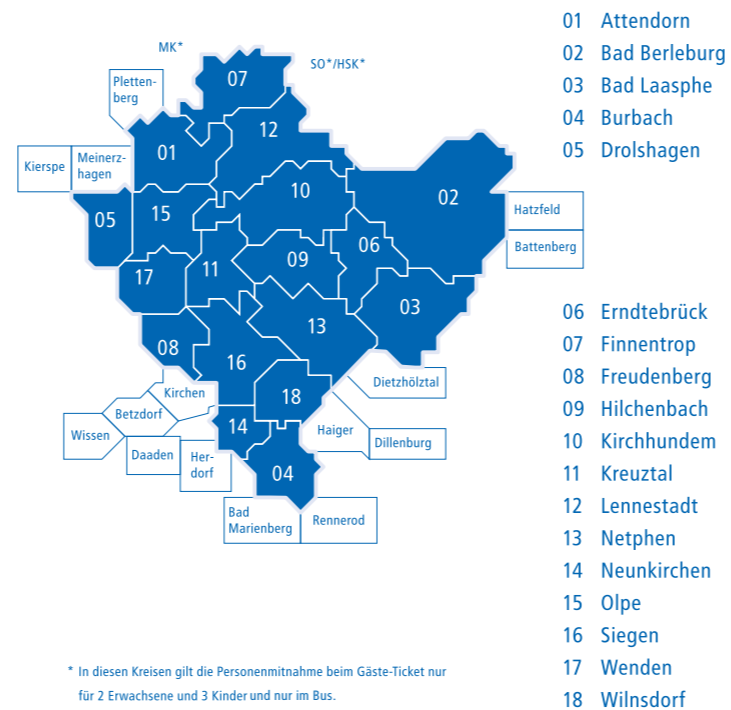 MK*
SO*/HSK*
Pletten-
berg
07
12
01
Kierspe
Meinerz-
hagen
10
02
05
15
Hatzfeld
06
Battenberg
09
11
17
03
13
08
16
Dietzhölztal
18
Kirchen
Betzdorf
14
Wissen
Haiger
Dillenburg
Daaden
Her-
dorf
04
Bad
Marienberg
Rennerod
01 Attendorn
02 Bad Berleburg
03 Bad Laasphe
04 Burbach
05 Drolshagen
06 Erndtebrück
07 Finnentrop
08 Freudenberg
09 Hilchenbach
10 Kirchhundem
11 Kreuztal
12 Lennestadt
13 Netphen
14 Neunkirchen
15 Olpe
16 Siegen
17 Wenden
18 Wilnsdorf
* In diesen Kreisen gilt die Personenmitnahme beim Gäste-Ticket nur
für 2 Erwachsene und 3 Kinder und nur im Bus.